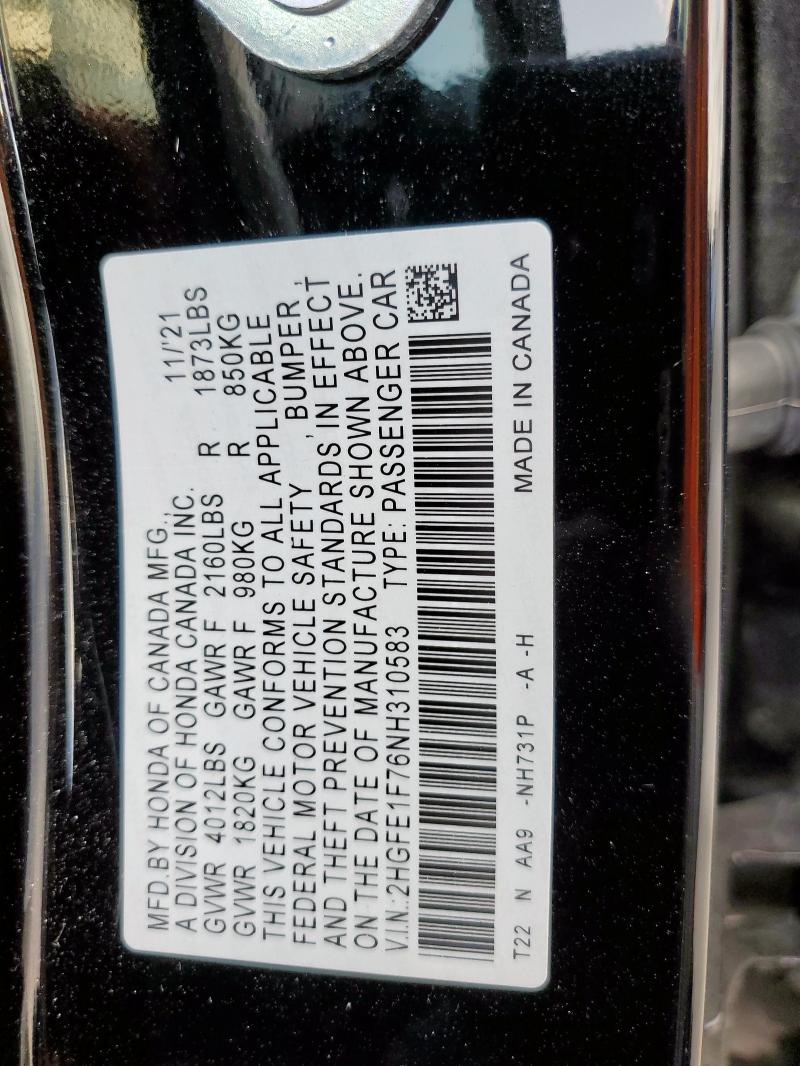 MFD.BY HONDA OF CANADA MFG., 11/'21
A DIVISION OF HONDA CANADA INC.
GVWR 4012LBS GAWR F 2160LBS R 1873LBS
GVWR 1820KG GAWR F 980KG R 850KG
THIS VEHICLE CONFORMS TO ALL APPLICABLE
FEDERAL MOTOR VEHICLE SAFETY , BUMPER ,
AND THEFT PREVENTION STANDARDS, IN EFFECT
ON THE DATE OF MANUFACTURE SHOWN ABOVE.
V.I.N.:2HGFE1F76NH310583 TYPE: PASSENGER CAR
T22 N AA9 -NH731P -A -H MADE IN CANADA